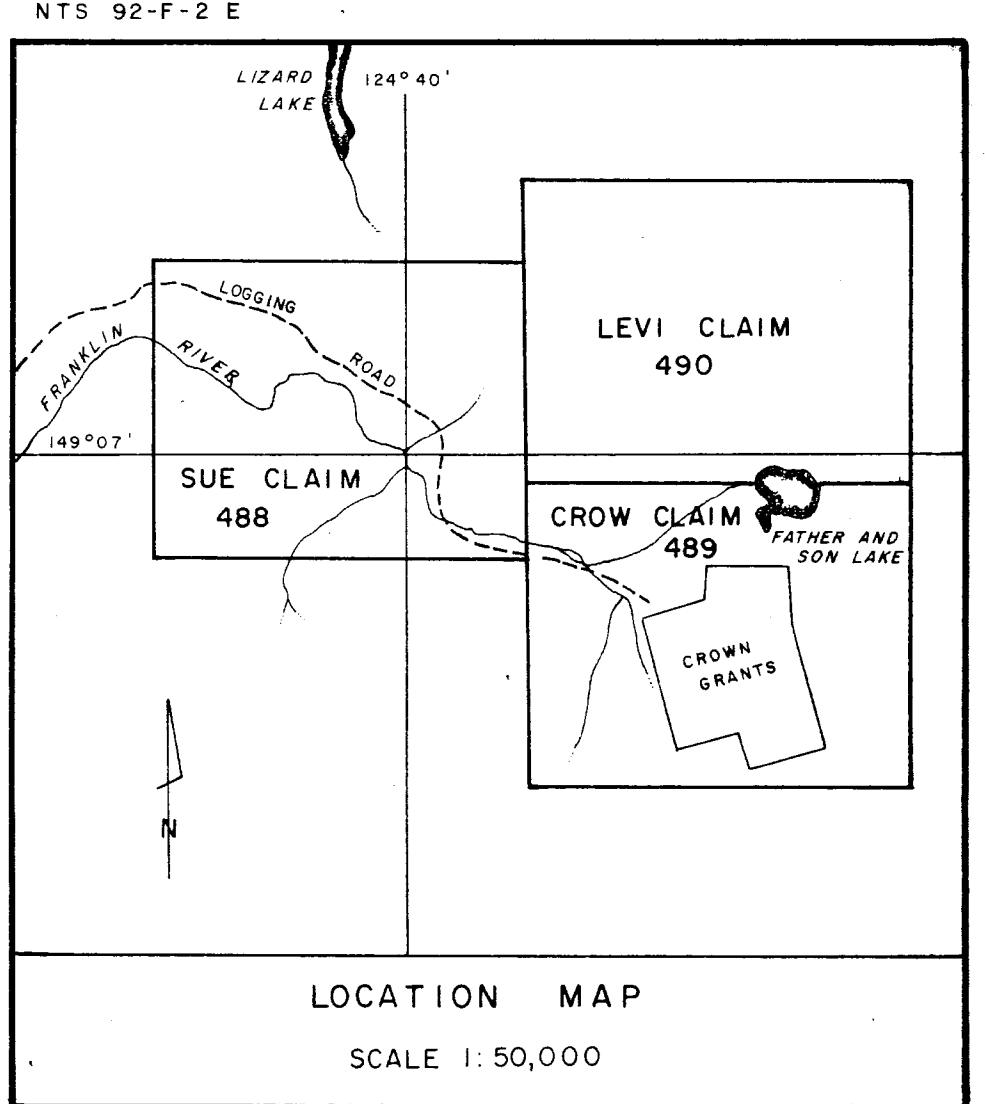 NTS 92-F-2 E
LIZARD
LAKE
124° 40'
LOGGING
ROAD
FRANKLIN
RIVER
LEVI CLAIM
490
149° 07'
SUE CLAIM
488
CROW CLAIM
489
FATHER AND
SON LAKE
CROWN
GRANTS
N
LOCATION MAP
SCALE 1:50,000